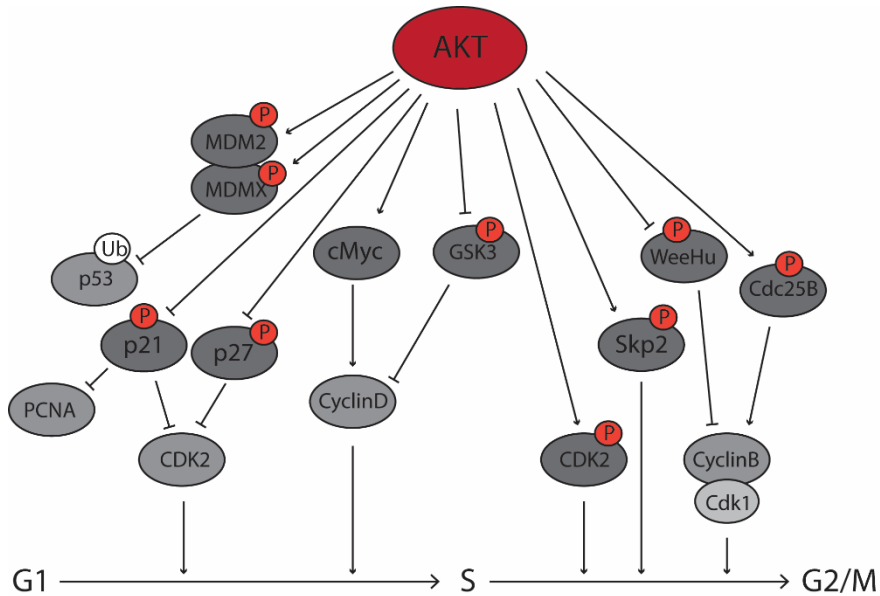 AKT
P
MDM2
P
MDMX
Ub
p53
P
p21
P
p27
PCNA
CDK2
cMyc
P
GSK3
CyclinD
P
CDK2
P
Skp2
P
WeeHu
P
Cdc25B
CyclinB
Cdk1
G1
S
G2/M